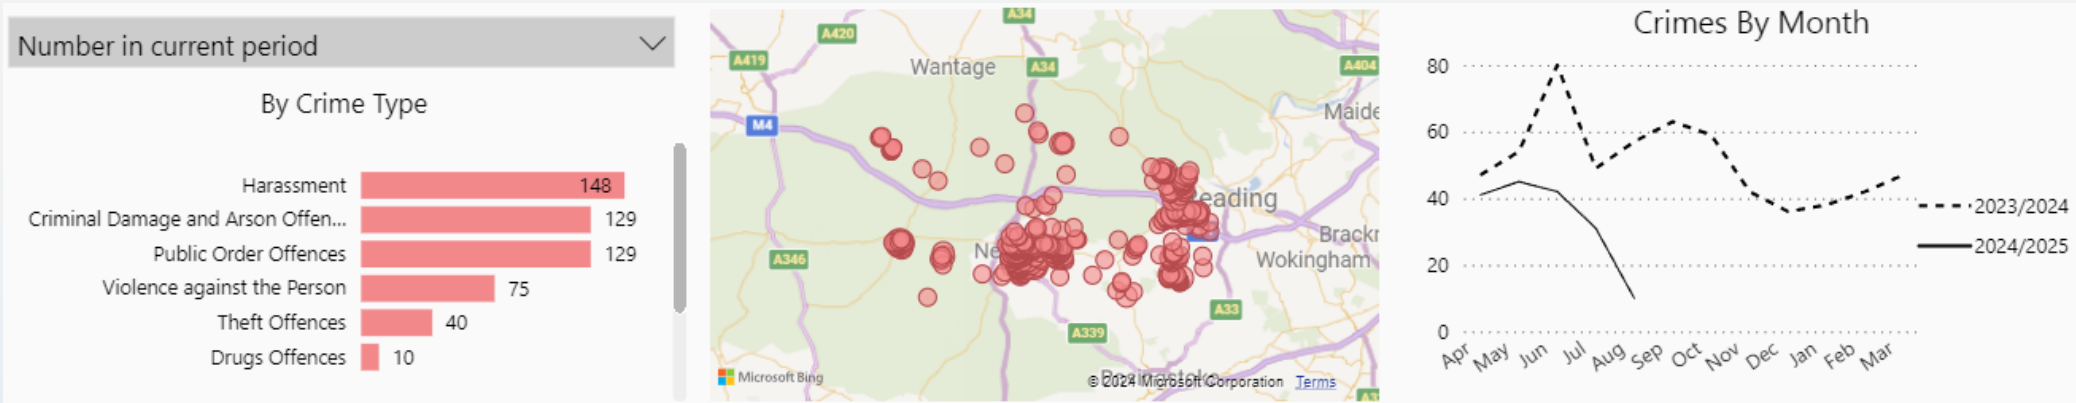 Number in current period
By Crime Type
Harassment 148
Criminal Damage and Arson Offen... 129
Public Order Offences 129
Violence against the Person 75
Theft Offences 40
Drugs Offences 10
A34
A420
A419
Wantage
A34
A404
Maide
M4
Reading
Brackn
Ne
A346
Wokingham
A33
A339
Microsoft Bing
© 2024 Microsoft Corporation Terms
Crimes By Month
80
60
40
20
0
Apr May Jun Jul Aug Sep Oct Nov Dec Jan Feb Mar
2023/2024
2024/2025